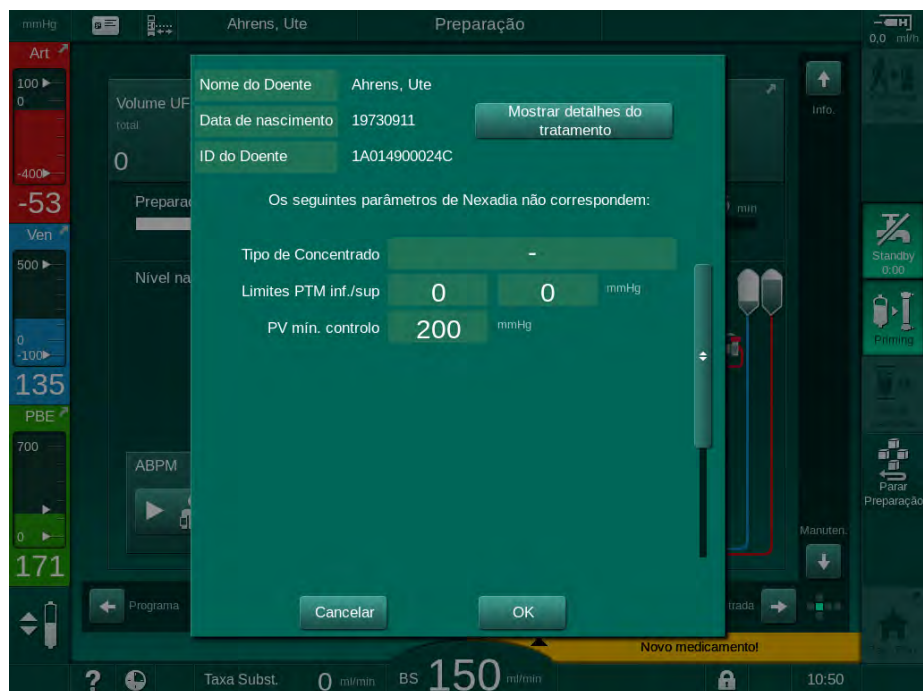 mmHg
Ahrens, Ute
Preparação
0,0 ml/h
Art
100
0
-400
-53
Ven
500
0
-100
135
PBE
700
0
171
Volume UF
total
0
Prepara
min
Nível na
ABPM
Info.
Manuten.
Nome do Doente Ahrens, Ute
Data de nascimento 19730911
Mostrar detalhes do
tratamento
ID do Doente 1A014900024C
Os seguintes parâmetros de Nexadia não correspondem:
Tipo de Concentrado -
Limites PTM inf./sup 0 0 mmHg
PV mín. controlo 200 mmHg
Cancelar
OK
Standby
0:00
Priming
Parar
Preparação
Programa
trada
Novo medicamento!
? Taxa Subst. 0 ml/min BS 150 ml/min 10:50